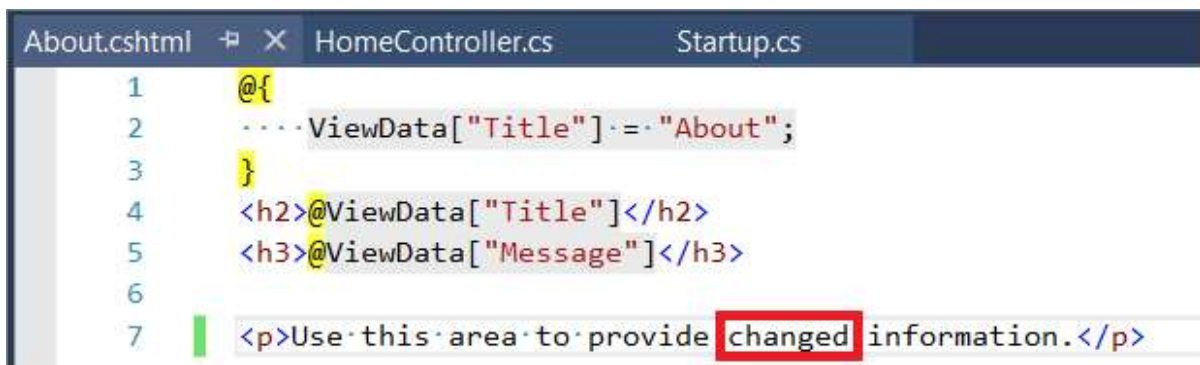 About.cshtml HomeController.cs Startup.cs
1 @{
2 ····ViewData["Title"]·=·"About";
3 }
4 <h2>@ViewData["Title"]</h2>
5 <h3>@ViewData["Message"]</h3>
6
7 <p>Use·this·area·to·provide changed information.</p>